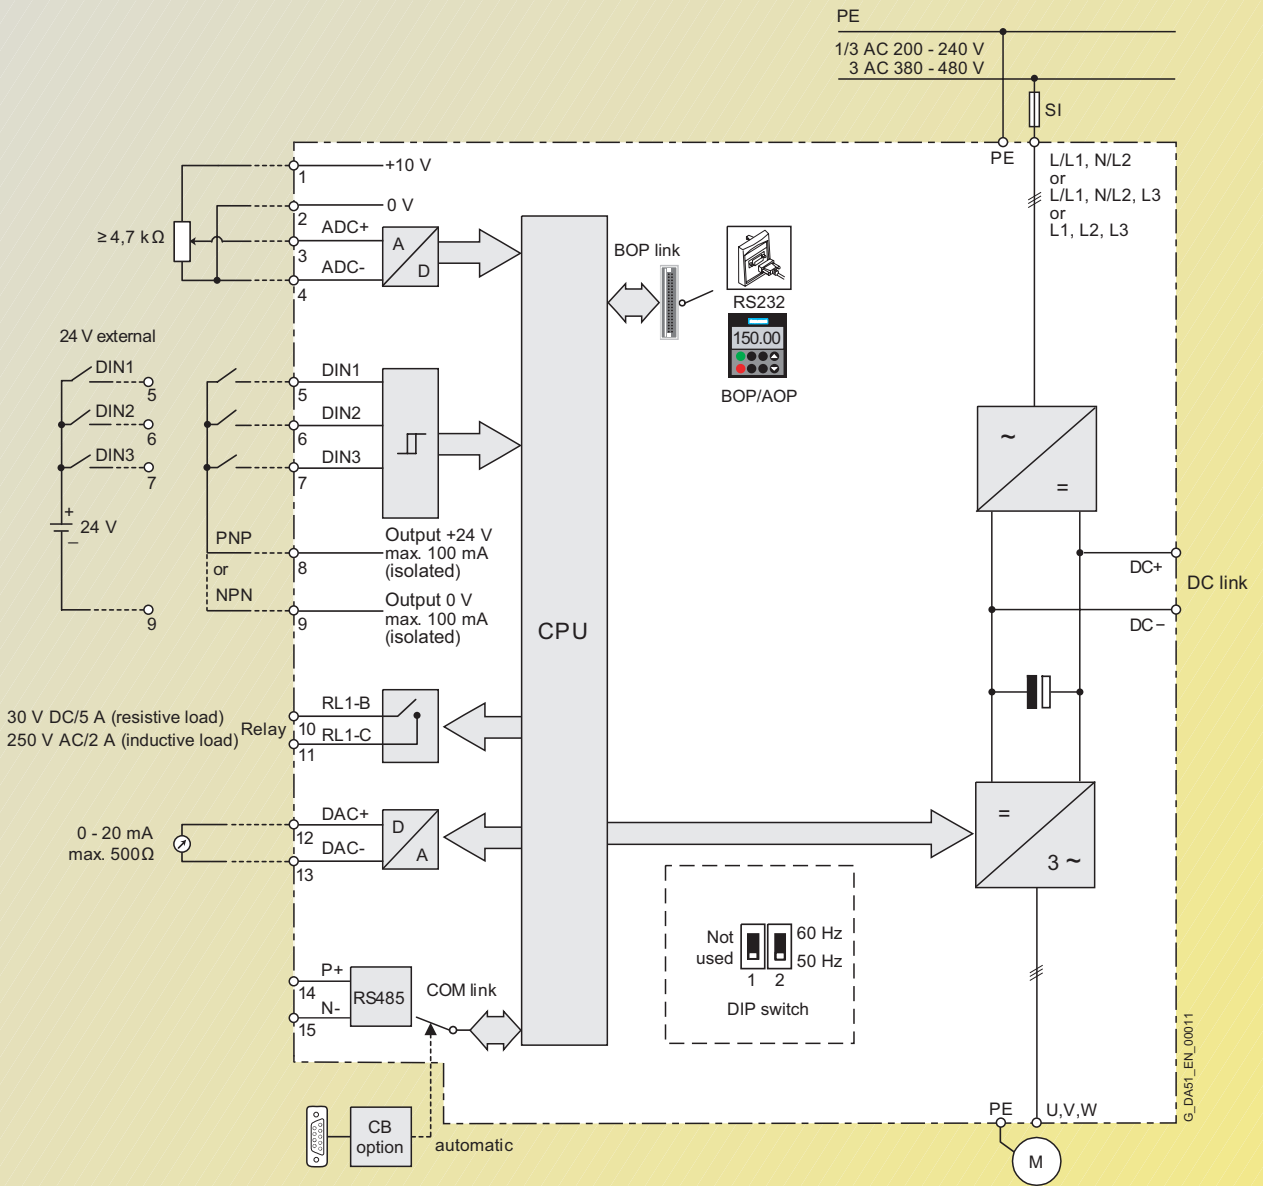 PE
1/3 AC 200 - 240 V
3 AC 380 - 480 V
SI
PE
L/L1, N/L2
or
L/L1, N/L2, L3
or
L1, L2, L3
1
+10 V
2
0 V
≥ 4,7 kΩ
3
ADC+
4
ADC-
A
D
BOP link
RS232
150.00
BOP/AOP
24 V external
DIN1
5
DIN2
6
DIN3
7
+
24 V
–
9
5
DIN1
6
DIN2
7
DIN3
PNP
or
NPN
8
Output +24 V
max. 100 mA
(isolated)
9
Output 0 V
max. 100 mA
(isolated)
CPU
~
=
DC+
DC link
DC−
30 V DC/5 A (resistive load)
250 V AC/2 A (inductive load)
Relay
10
RL1-B
11
RL1-C
0 - 20 mA
max. 500Ω
12
DAC+
13
DAC-
D
A
=
3 ~
Not
used
60 Hz
50 Hz
1 2
DIP switch
14
P+
15
N-
RS485
COM link
CB
option
automatic
PE
U,V,W
M
G_DA51_EN_00011